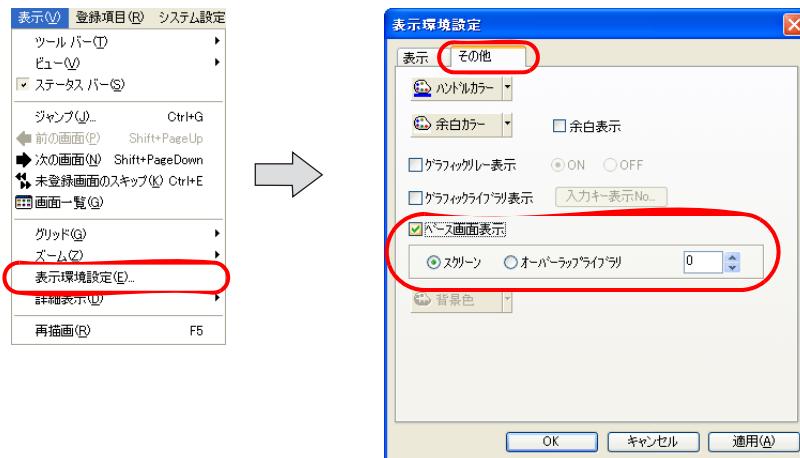 表示(V) 登録項目(R) システム設定
ツール バー(T)
ビュー(V)
ステータス バー(S)
ジャンプ(J)... Ctrl+G
前の画面(P) Shift+PageUp
次の画面(N) Shift+PageDown
未登録画面のスキップ(K) Ctrl+E
画面一覧(G)
グリッド(G)
ズーム(Z)
表示環境設定(E)...
詳細表示(D)
再描画(R) F5
表示環境設定
表示 その他
ハンドルカラー
余白カラー 余白表示
グラフィックリレー表示 ON OFF
グラフィックライブラリ表示 入力キー表示No...
ベース画面表示
スクリーン オーバーラップライブラリ 0
背景色
OK キャンセル 適用(A)